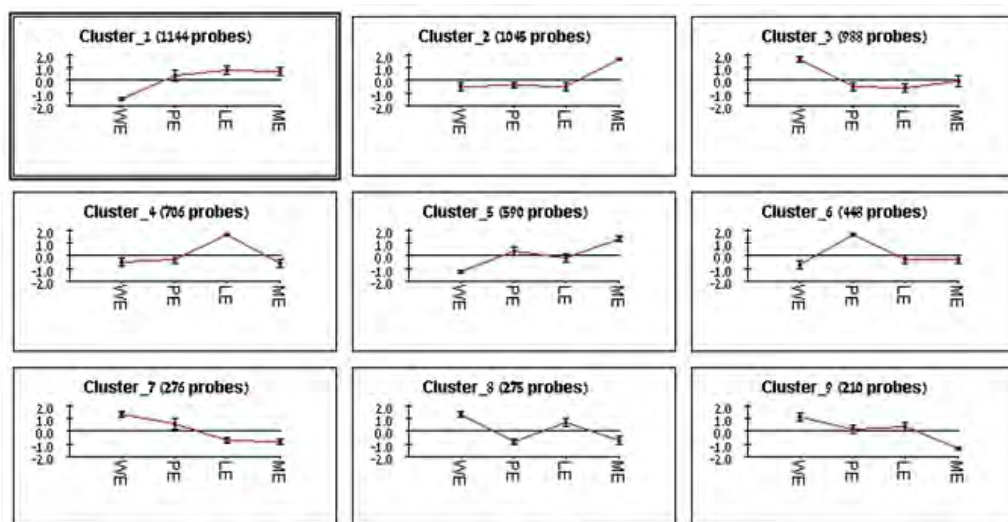 Cluster_1 (1144 probes)
2.0
1.0
0.0
-1.0
-2.0
WE
PE
LE
ME
Cluster_2 (1045 probes)
2.0
1.0
0.0
-1.0
-2.0
WE
PE
LE
ME
Cluster_3 (988 probes)
2.0
1.0
0.0
-1.0
-2.0
WE
PE
LE
ME
Cluster_4 (706 probes)
2.0
1.0
0.0
-1.0
-2.0
WE
PE
LE
ME
Cluster_5 (590 probes)
2.0
1.0
0.0
-1.0
-2.0
WE
PE
LE
ME
Cluster_6 (448 probes)
2.0
1.0
0.0
-1.0
-2.0
WE
PE
LE
ME
Cluster_7 (276 probes)
2.0
1.0
0.0
-1.0
-2.0
WE
PE
LE
ME
Cluster_8 (275 probes)
2.0
1.0
0.0
-1.0
-2.0
WE
PE
LE
ME
Cluster_9 (210 probes)
2.0
1.0
0.0
-1.0
-2.0
WE
PE
LE
ME